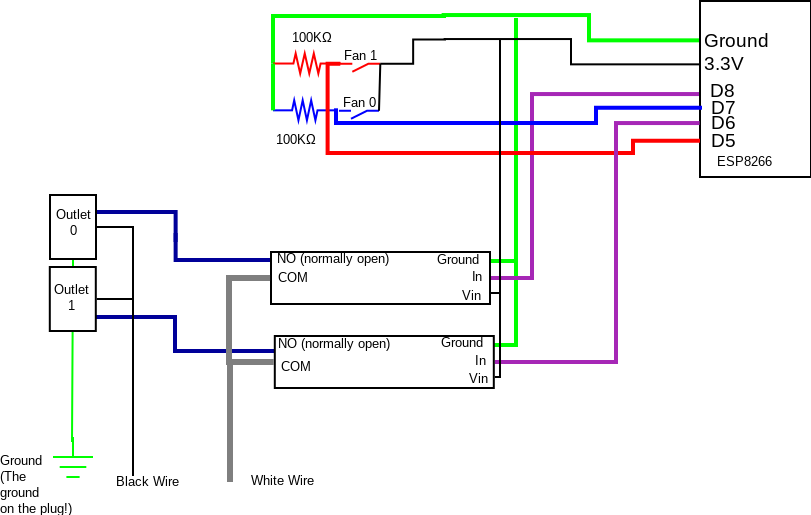 100KΩ
Fan 1
Fan 0
100KΩ
Ground
3.3V
D8
D7
D6
D5
ESP8266
Outlet
0
Outlet
1
NO (normally open)
COM
Ground
In
Vin
NO (normally open)
COM
Ground
In
Vin
Ground
(The
ground
on the plug!)
Black Wire
White Wire